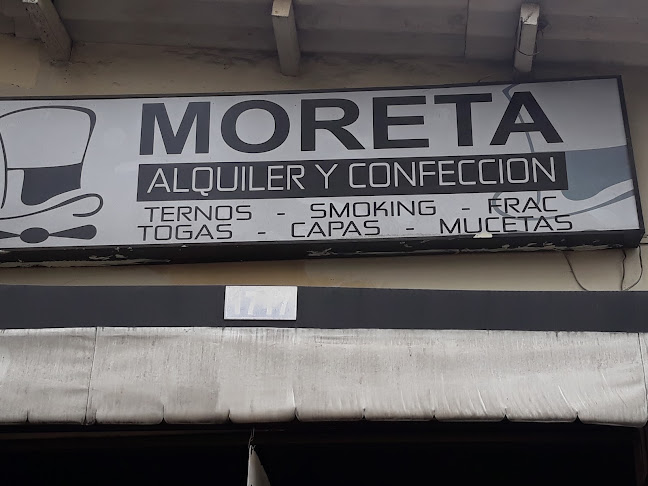 MORETA
ALQUILER Y CONFECCION
TERNOS - SMOKING - FRAC
TOGAS - CAPAS - MUCETAS